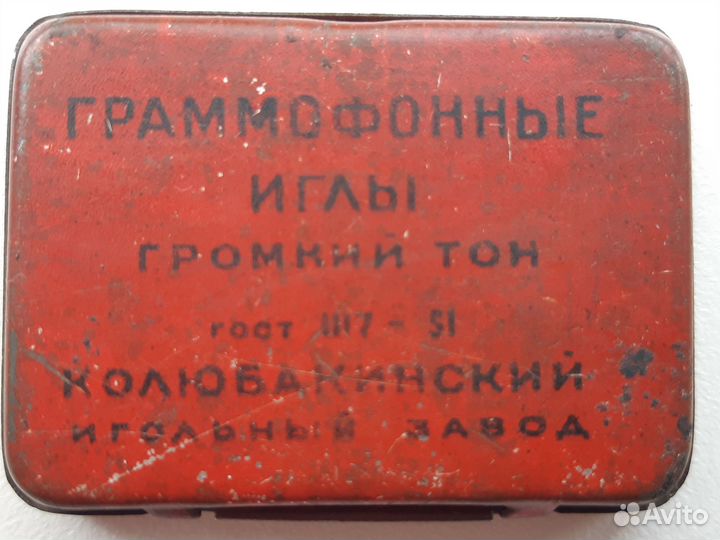 ГРАММОФОННЫЕ
ИГЛЫ
ГРОМКИЙ ТОН
ГОСТ 1117 - 51
КОЛЮБАКИНСКИЙ
ИГОЛЬНЫЙ ЗАВОД
Avito